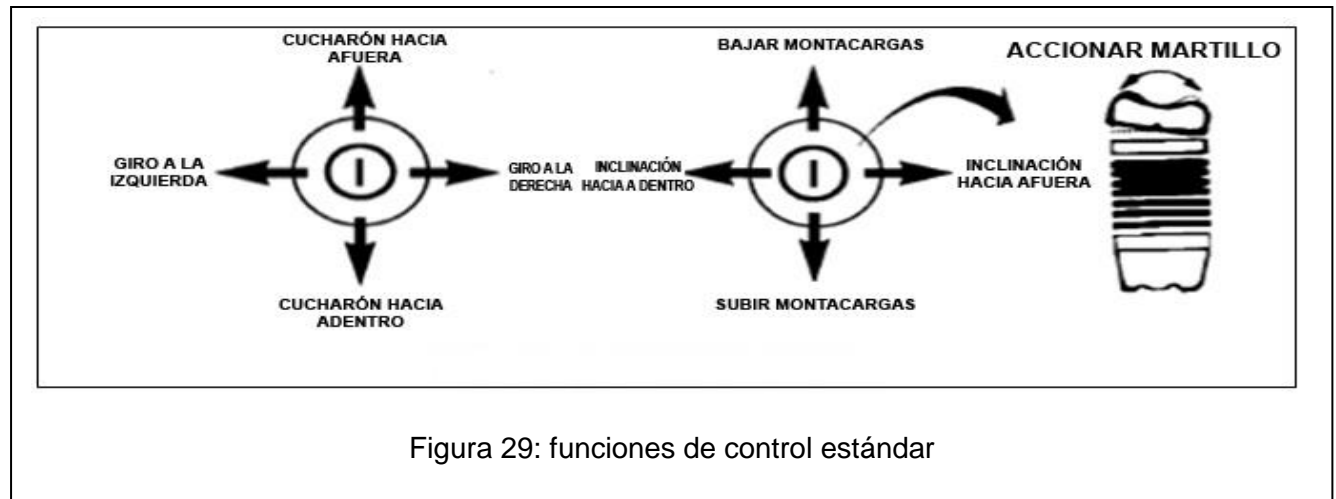 CUCHARÓN HACIA
AFUERA
GIRO A LA
IZQUIERDA
GIRO A LA
DERECHA
CUCHARÓN HACIA
ADENTRO
BAJAR MONTACARGAS
INCLINACIÓN
HACIA A DENTRO
INCLINACIÓN
HACIA AFUERA
SUBIR MONTACARGAS
ACCIONAR MARTILLO
Figura 29: funciones de control estándar